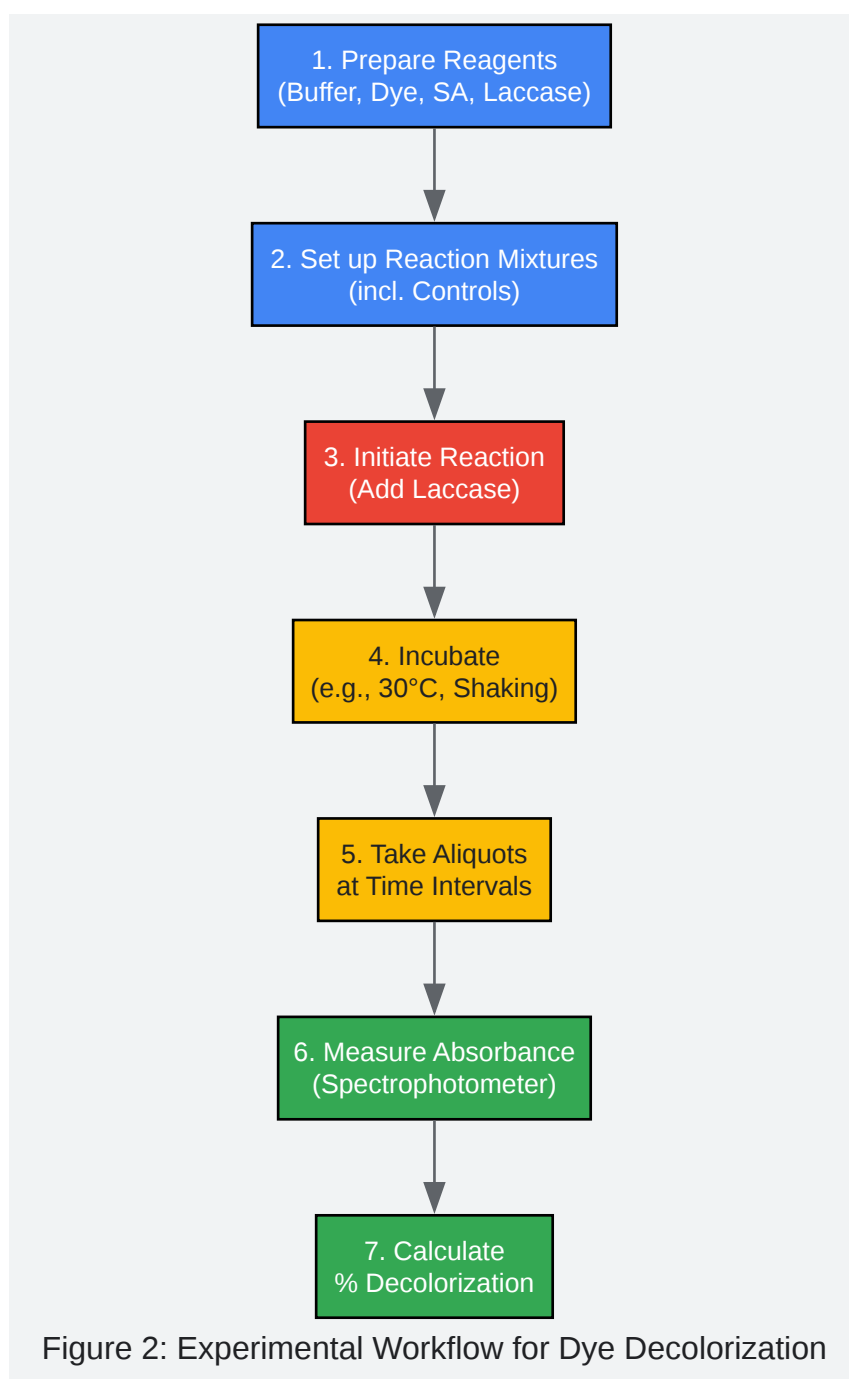 1. Prepare Reagents
(Buffer, Dye, SA, Laccase)
2. Set up Reaction Mixtures
(incl. Controls)
3. Initiate Reaction
(Add Laccase)
4. Incubate
(e.g., 30°C, Shaking)
5. Take Aliquots
at Time Intervals
6. Measure Absorbance
(Spectrophotometer)
7. Calculate
% Decolorization
Figure 2: Experimental Workflow for Dye Decolorization